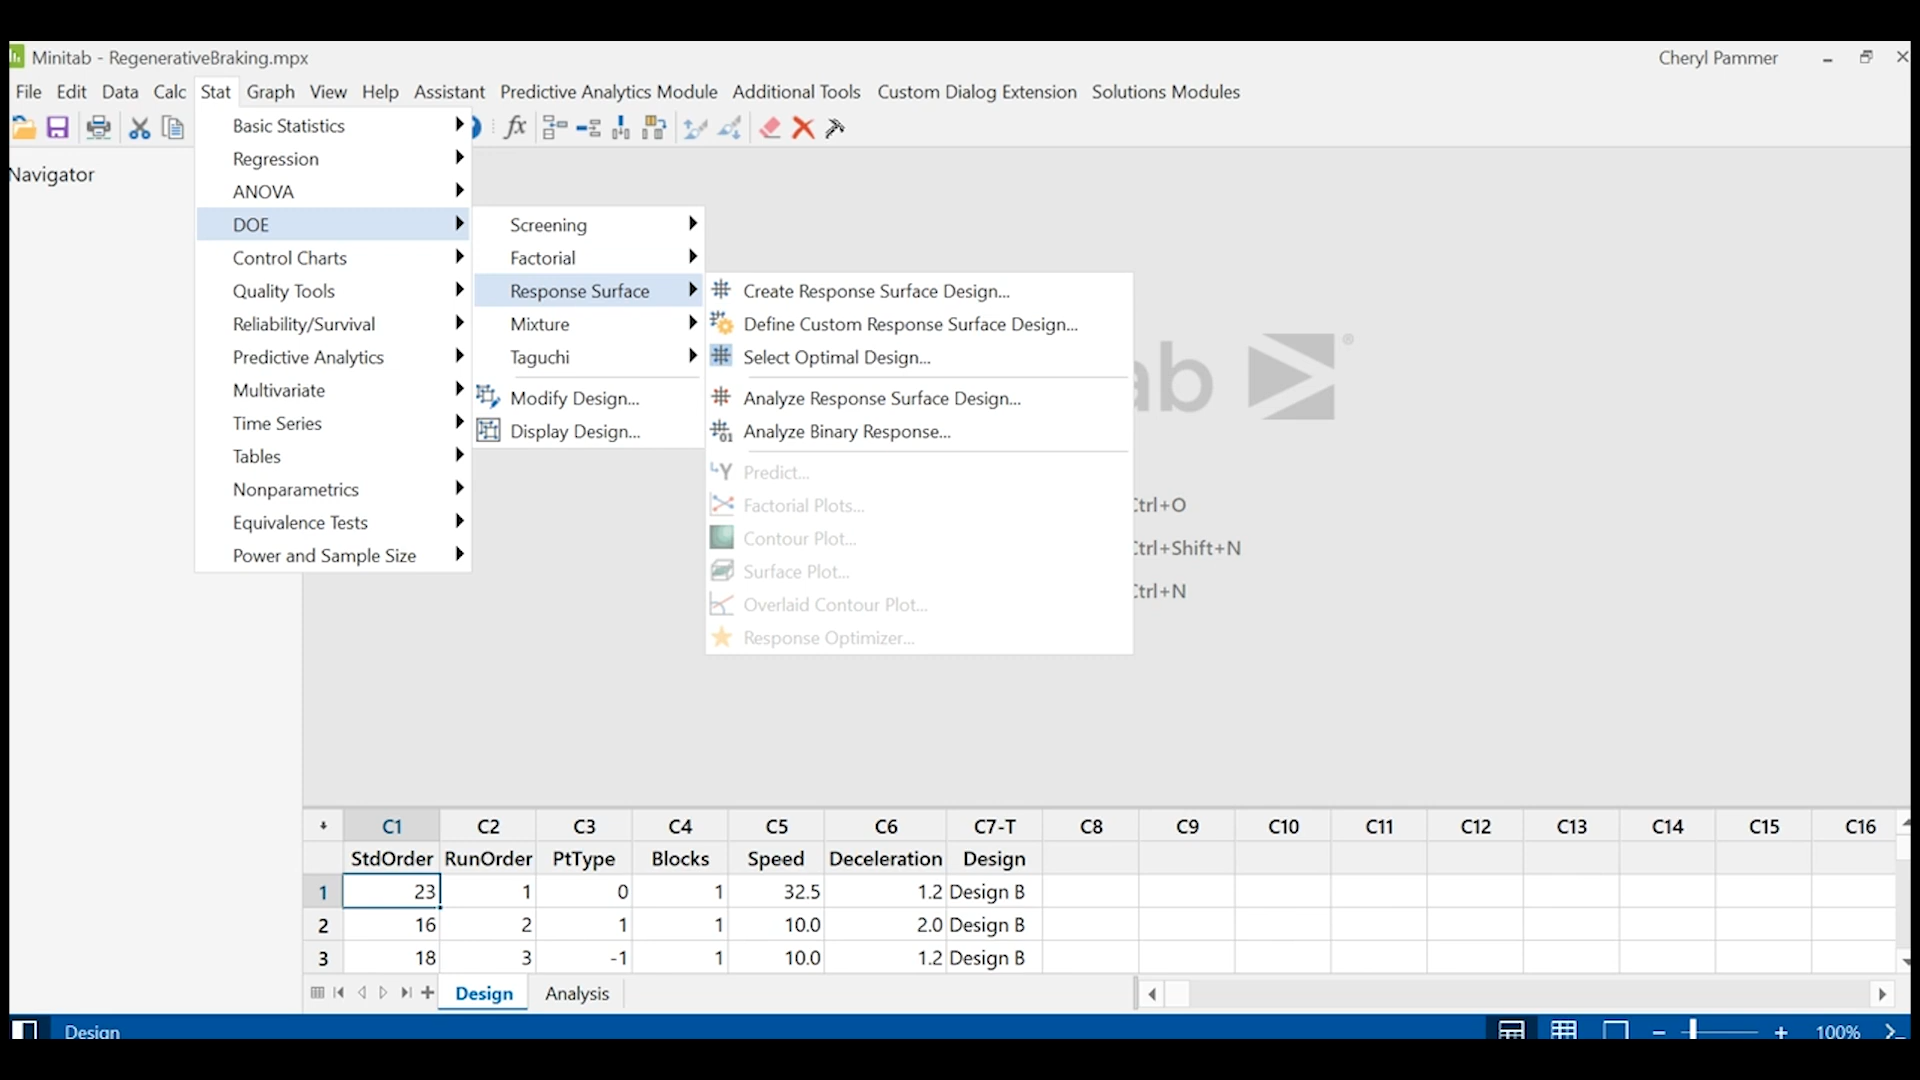 Minitab - RegenerativeBraking.mpx
Cheryl Pammer
File Edit Data Calc Stat Graph View Help Assistant Predictive Analytics Module Additional Tools Custom Dialog Extension Solutions Modules
fx
Navigator
Basic Statistics
Regression
ANOVA
DOE
Control Charts
Quality Tools
Reliability/Survival
Predictive Analytics
Multivariate
Time Series
Tables
Nonparametrics
Equivalence Tests
Power and Sample Size
Screening
Factorial
Response Surface
Mixture
Taguchi
Modify Design...
Display Design...
Create Response Surface Design...
Define Custom Response Surface Design...
Select Optimal Design...
Analyze Response Surface Design...
Analyze Binary Response...
Predict...
Factorial Plots...
Contour Plot...
Surface Plot...
Overlaid Contour Plot...
Response Optimizer...
ab ®
Ctrl+O
Ctrl+Shift+N
Ctrl+N
C1 C2 C3 C4 C5 C6 C7-T C8 C9 C10 C11 C12 C13 C14 C15 C16
StdOrder RunOrder PtType Blocks Speed Deceleration Design
1 23 1 0 1 32.5 1.2 Design B
2 16 2 1 1 10.0 2.0 Design B
3 18 3 -1 1 10.0 1.2 Design B
Design Analysis
Design
100%